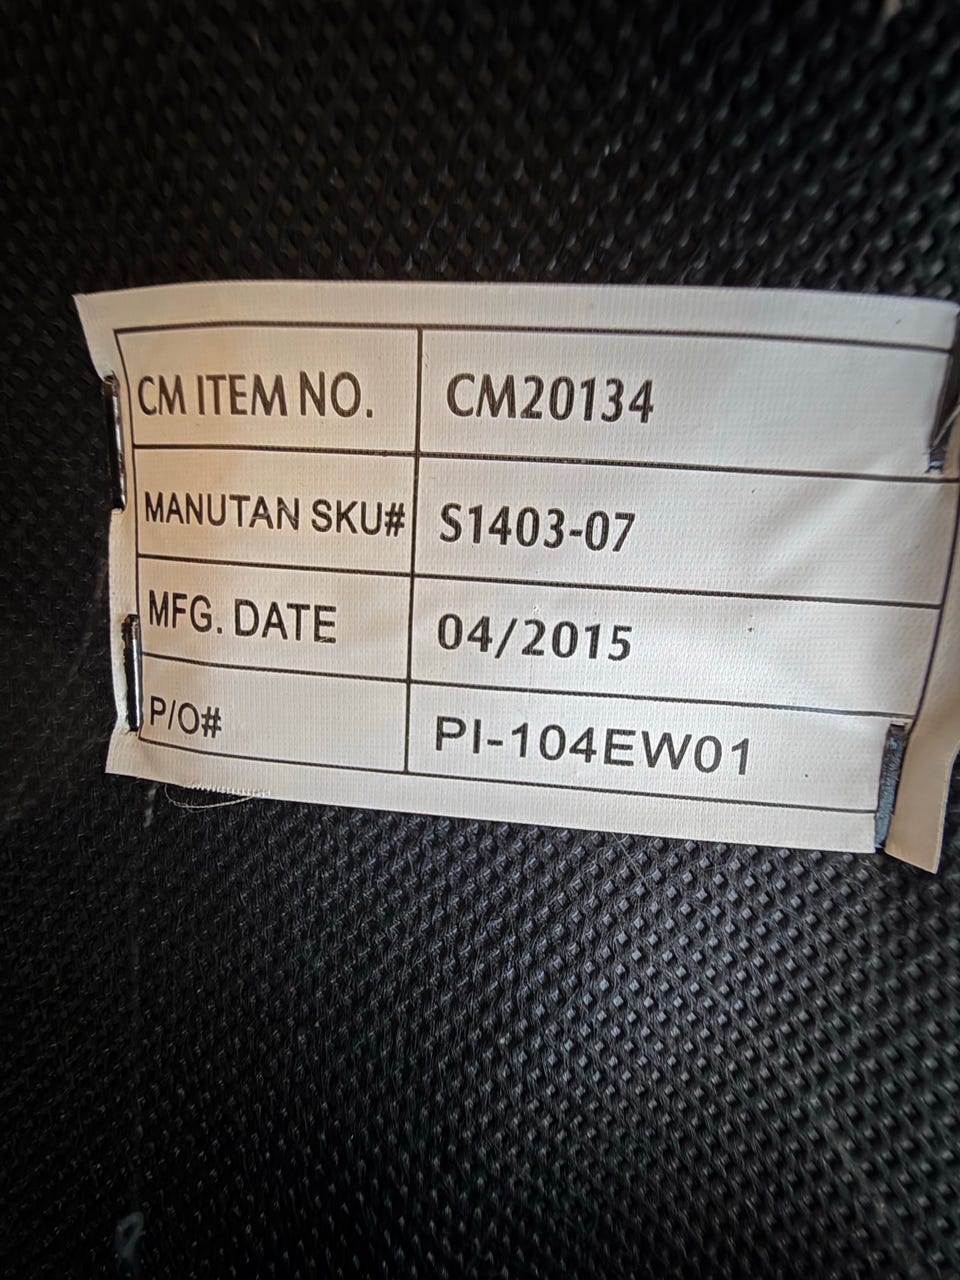 CM ITEM NO. CM20134
MANUTAN SKU# S1403-07
MFG. DATE 04/2015
P/O# PI-104EW01